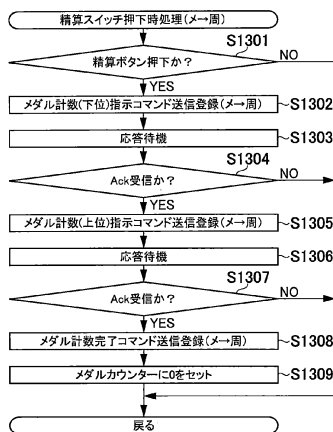 精算スイッチ押下時処理(メ→周)
S1301
精算ボタン押下か?
NO
YES
メダル計数(下位)指示コマンド送信登録(メ→周)
S1302
応答待機
S1303
S1304
Ack受信か?
NO
YES
メダル計数(上位)指示コマンド送信登録(メ→周)
S1305
応答待機
S1306
S1307
Ack受信か?
NO
YES
メダル計数完了コマンド送信登録(メ→周)
S1308
メダルカウンターに0をセット
S1309
戻る